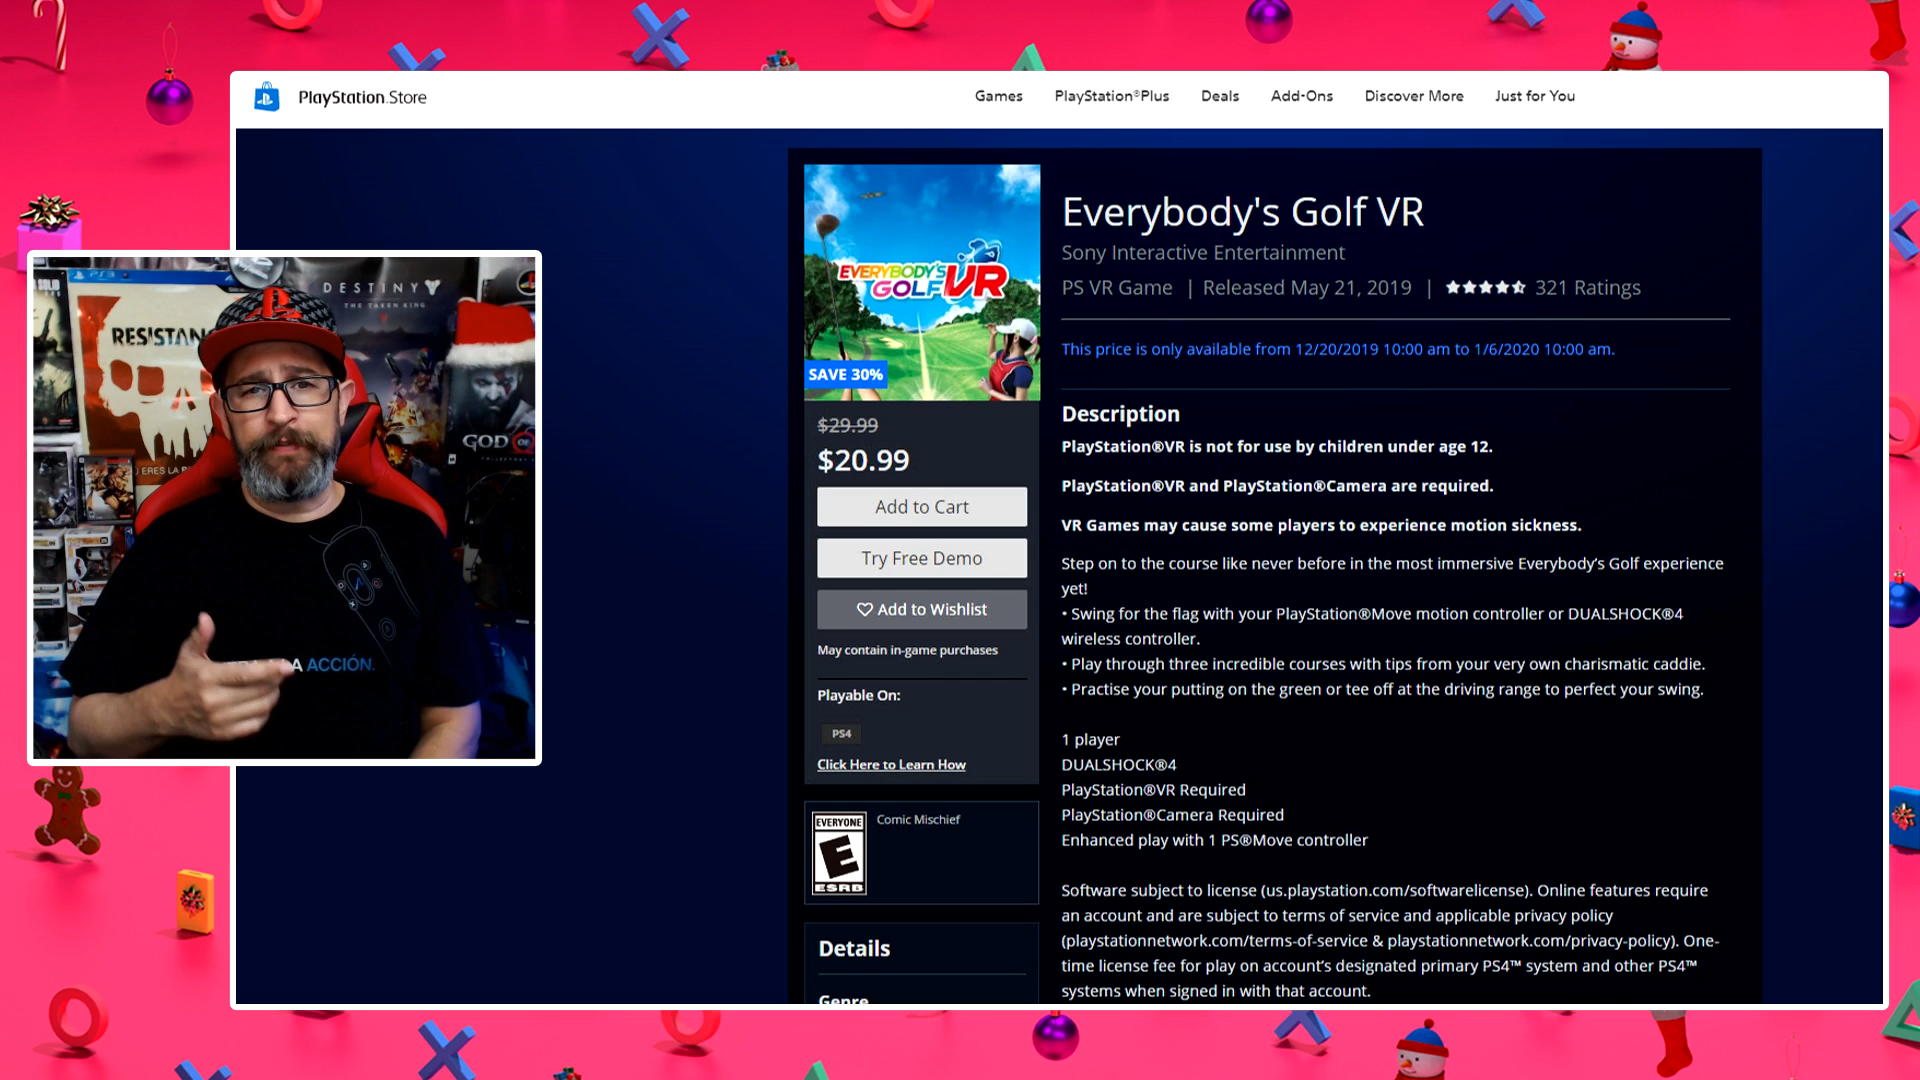 PlayStation Store
Games
PlayStation®Plus
Deals
Add-Ons
Discover More
Just for You
EVERYBODY'S
GOLF VR
SAVE 30%
$29.99
$20.99
Add to Cart
Try Free Demo
Add to Wishlist
May contain in-game purchases
Playable On:
PS4
Click Here to Learn How
EVERYONE
E
ESRB
Comic Mischief
Details
Genre
Everybody's Golf VR
Sony Interactive Entertainment
PS VR Game | Released May 21, 2019 | 321 Ratings
This price is only available from 12/20/2019 10:00 am to 1/6/2020 10:00 am.
Description
PlayStation®VR is not for use by children under age 12.
PlayStation®VR and PlayStation®Camera are required.
VR Games may cause some players to experience motion sickness.
Step on to the course like never before in the most immersive Everybody’s Golf experience
yet!
• Swing for the flag with your PlayStation®Move motion controller or DUALSHOCK®4
wireless controller.
• Play through three incredible courses with tips from your very own charismatic caddie.
• Practise your putting on the green or tee off at the driving range to perfect your swing.
1 player
DUALSHOCK®4
PlayStation®VR Required
PlayStation®Camera Required
Enhanced play with 1 PS®Move controller
Software subject to license (us.playstation.com/softwarelicense). Online features require
an account and are subject to terms of service and applicable privacy policy
(playstationnetwork.com/terms-of-service & playstationnetwork.com/privacy-policy). One-
time license fee for play on account’s designated primary PS4™ system and other PS4™
systems when signed in with that account.
PS3
RESISTAN
ERES LA
DESTINY
THE TAKEN KING
SOLID
GOD
LA ACCIÓN.